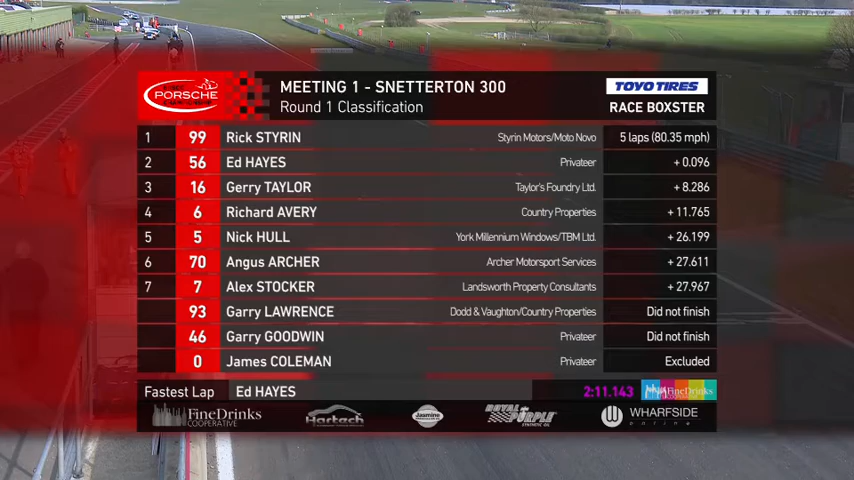 PORSCHE
MEETING 1 - SNETTERTON 300
Round 1 Classification
TOYO TIRES
RACE BOXSTER
1 99 Rick STYRIN Styrin Motors/Moto Novo 5 laps (80.35 mph)
2 56 Ed HAYES Privateer + 0.096
3 16 Gerry TAYLOR Taylor's Foundry Ltd. + 8.286
4 6 Richard AVERY Country Properties + 11.765
5 5 Nick HULL York Millennium Windows/TBM Ltd. + 26.199
6 70 Angus ARCHER Archer Motorsport Services + 27.611
7 7 Alex STOCKER Landsworth Property Consultants + 27.967
93 Garry LAWRENCE Dodd & Vaughton/Country Properties Did not finish
46 Garry GOODWIN Privateer Did not finish
0 James COLEMAN Privateer Excluded
Fastest Lap Ed HAYES 2:11.143 FineDrinks
FineDrinks
COOPERATIVE
Hartech
Jasmine
ROYAL PURPLE
SYNTHETIC OIL
WHARFSIDE
online